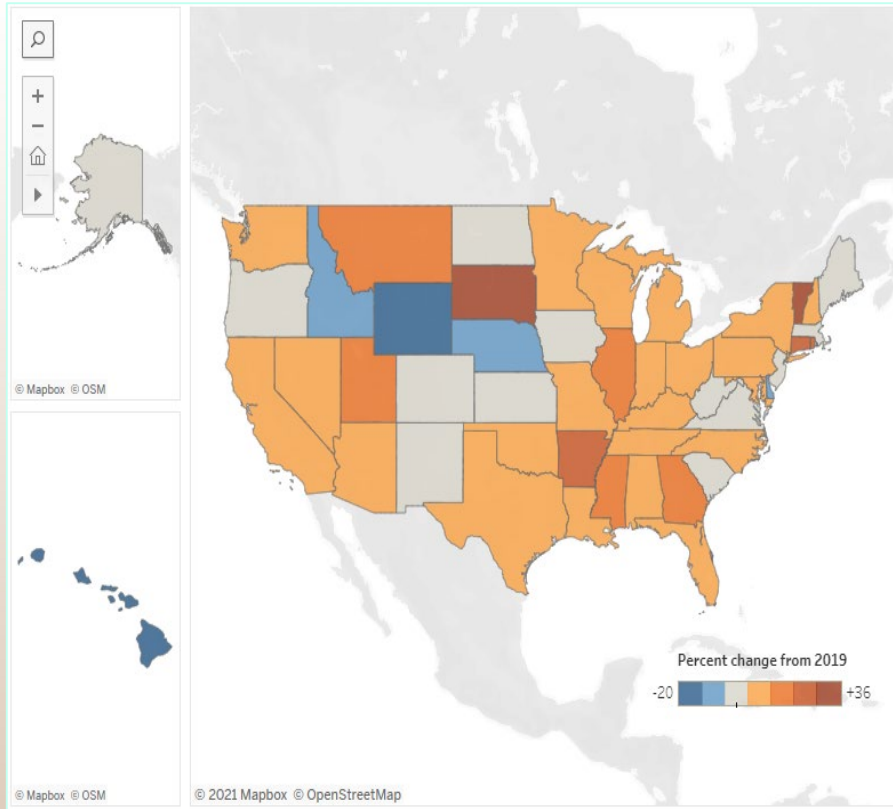 +
−
© Mapbox © OSM
© Mapbox © OSM
Percent change from 2019
-20
+36
© 2021 Mapbox © OpenStreetMap